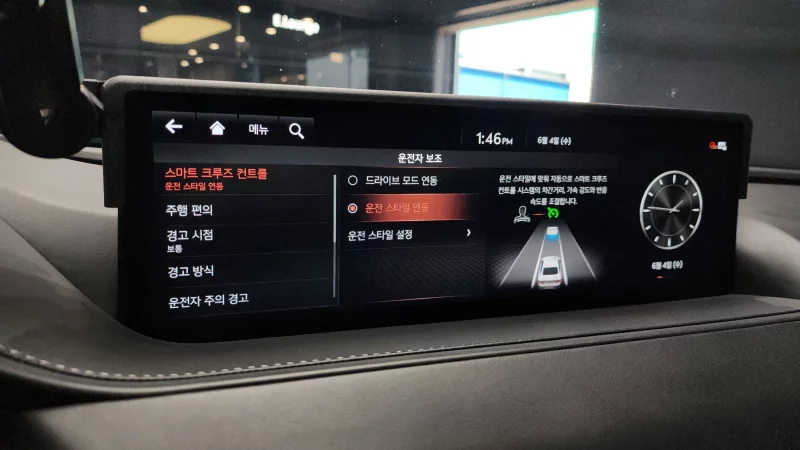 메뉴
1:46 PM
6월 4일 (수)
운전자 보조
스마트 크루즈 컨트롤
운전 스타일 연동
주행 편의
경고 시점
보통
경고 방식
운전자 주의 경고
드라이브 모드 연동
운전 스타일 연동
운전 스타일 설정
운전 스타일에 맞춰 자동으로 스마트 크루즈
컨트롤 시스템의 차간거리, 가속 강도와 반응
속도를 조절합니다.
6월 4일 (수)